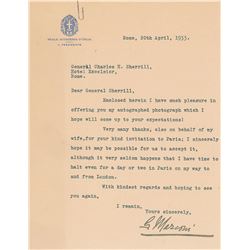 REALE ACCADEMIA D'ITALIA
IL PRESIDENTE
Rome, 20th April, 1933.
General Charles H. Sherrill,
Hotel Excelsior,
Rome.
Dear General Sherrill,
Enclosed herein I have much pleasure in
offering you my autographed photograph which I
hope will come up to your expectations!
Very many thanks, also on behalf of my
wife, for your kind invitation to Paris; I sincerely
hope it may be possible for us to accept it,
although it very seldom happens that I have time to
halt even for a day or two in Paris on my way to
and from London.
With kindest regards and hoping to see
you again,
I remain,
Yours sincerely,
G. Marconi